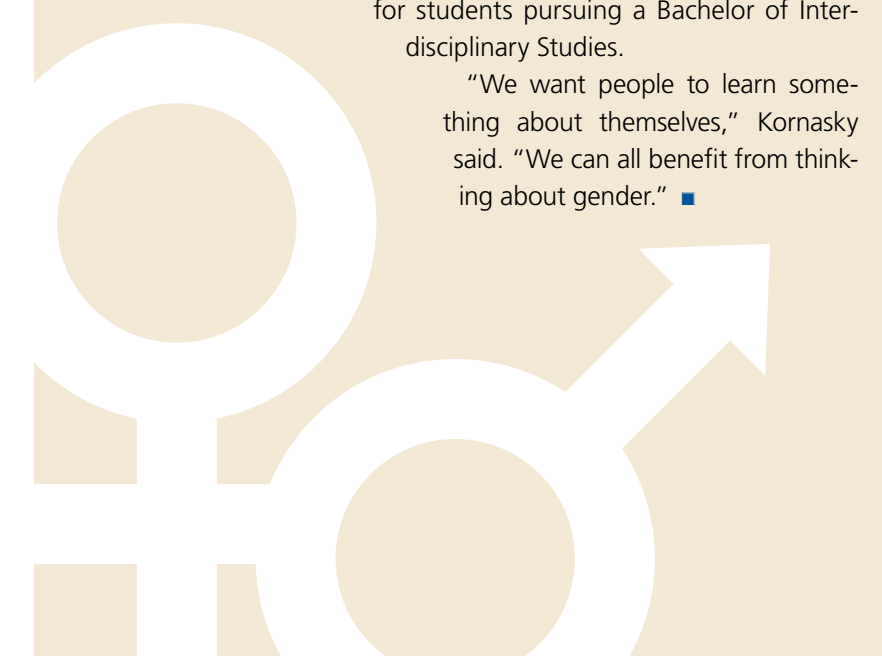 for students pursuing a Bachelor of Inter-
disciplinary Studies.
“We want people to learn some-
thing about themselves,” Kornasky
said. “We can all benefit from think-
ing about gender.” ■